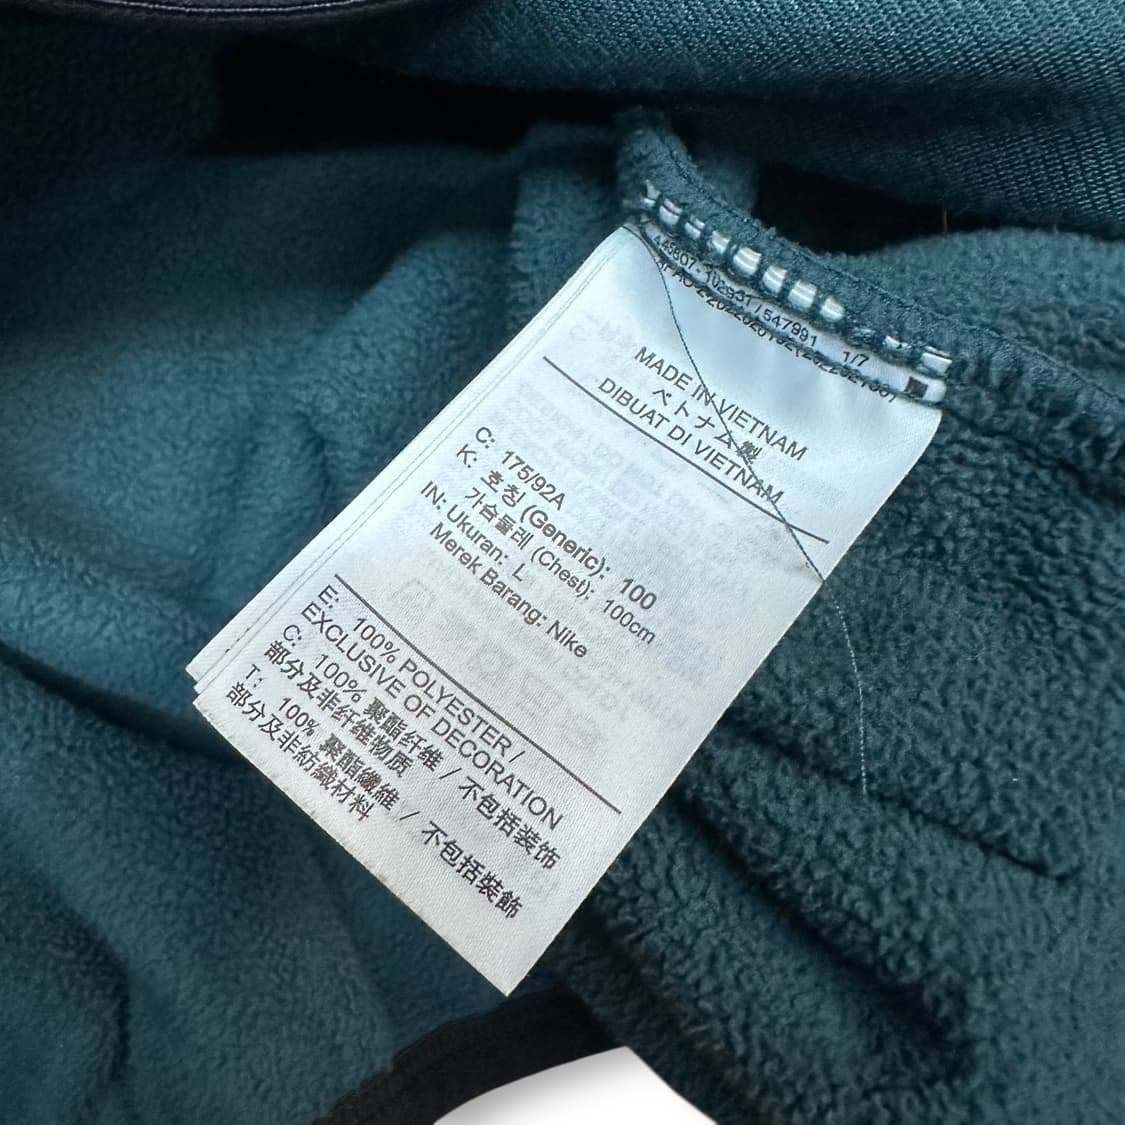 547991 1/7
MADE IN VIETNAM
ベトナム製
DIBUAT DI VIETNAM
C: 175/92A
K: 호칭 (Generic): 100
가슴둘레 (Chest): 100cm
IN: Ukuran: L
Merek Barang: Nike
E: 100% POLYESTER /
EXCLUSIVE OF DECORATION
C: 100% 聚酯纤维 / 不包括装饰
部分及非纤维物质
T: 100% 聚酯纖維 / 不包括裝飾
部分及非紡織材料